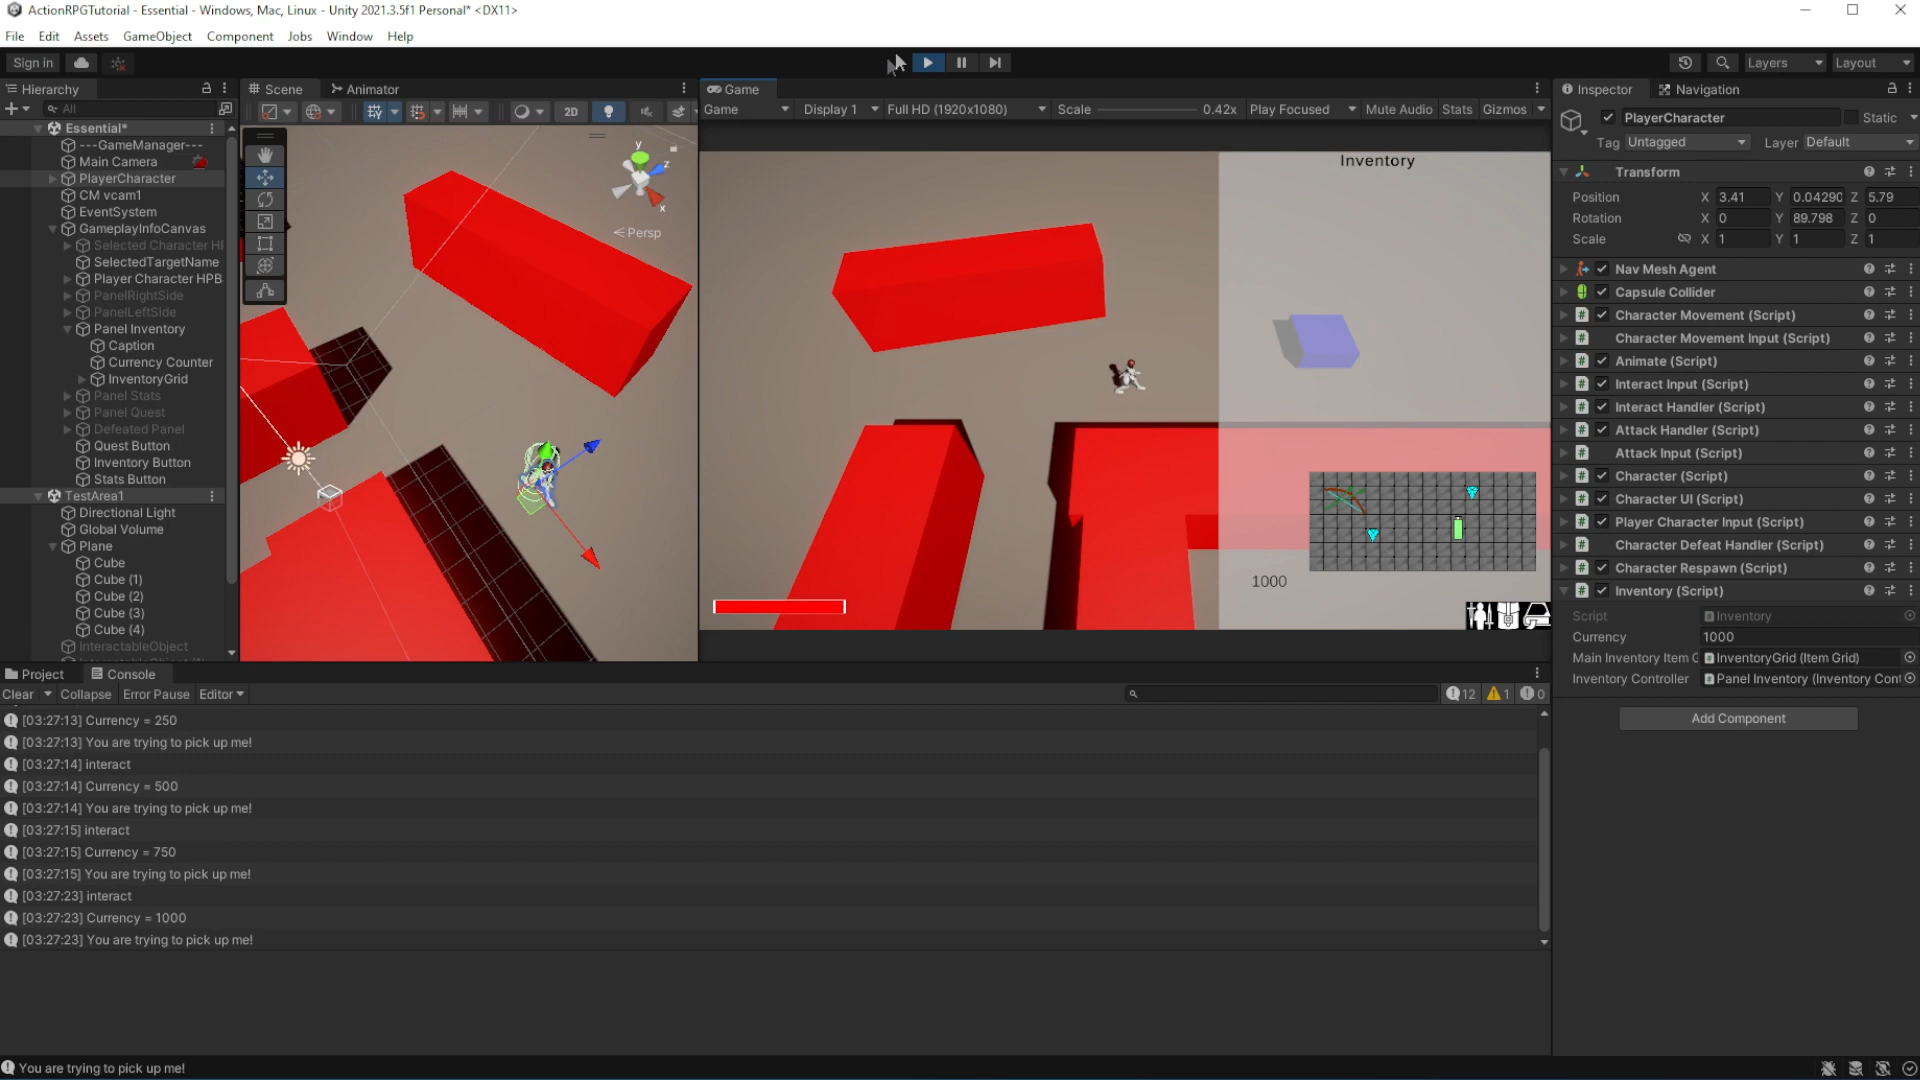 ActionRPGTutorial - Essential - Windows, Mac, Linux - Unity 2021.3.5f1 Personal* <DX11>
File Edit Assets GameObject Component Jobs Window Help
Sign in Layers Layout
Hierarchy
All
Essential*
---GameManager---
Main Camera
PlayerCharacter
CM vcam1
EventSystem
GameplayInfoCanvas
Selected Character HI
SelectedTargetName
Player Character HPB
PanelRightSide
PanelLeftSide
Panel Inventory
Caption
Currency Counter
InventoryGrid
Panel Stats
Panel Quest
Defeated Panel
Quest Button
Inventory Button
Stats Button
TestArea1
Directional Light
Global Volume
Plane
Cube
Cube (1)
Cube (2)
Cube (3)
Cube (4)
InteractableObject
Scene Animator
2D
y
z
x
Persp
Game
Game Display 1 Full HD (1920x1080) Scale 0.42x Play Focused Mute Audio Stats Gizmos
Inventory
1000
Inspector Navigation
PlayerCharacter Static
Tag Untagged Layer Default
Transform
Position X 3.41 Y 0.04290 Z 5.79
Rotation X 0 Y 89.798 Z 0
Scale X 1 Y 1 Z 1
Nav Mesh Agent
Capsule Collider
Character Movement (Script)
Character Movement Input (Script)
Animate (Script)
Interact Input (Script)
Interact Handler (Script)
Attack Handler (Script)
Attack Input (Script)
Character (Script)
Character UI (Script)
Player Character Input (Script)
Character Defeat Handler (Script)
Character Respawn (Script)
Inventory (Script)
Script Inventory
Currency 1000
Main Inventory Item G InventoryGrid (Item Grid)
Inventory Controller Panel Inventory (Inventory Cont
Add Component
Project Console
Clear Collapse Error Pause Editor 12 1 0
[03:27:13] Currency = 250
[03:27:13] You are trying to pick up me!
[03:27:14] interact
[03:27:14] Currency = 500
[03:27:14] You are trying to pick up me!
[03:27:15] interact
[03:27:15] Currency = 750
[03:27:15] You are trying to pick up me!
[03:27:23] interact
[03:27:23] Currency = 1000
[03:27:23] You are trying to pick up me!
You are trying to pick up me!